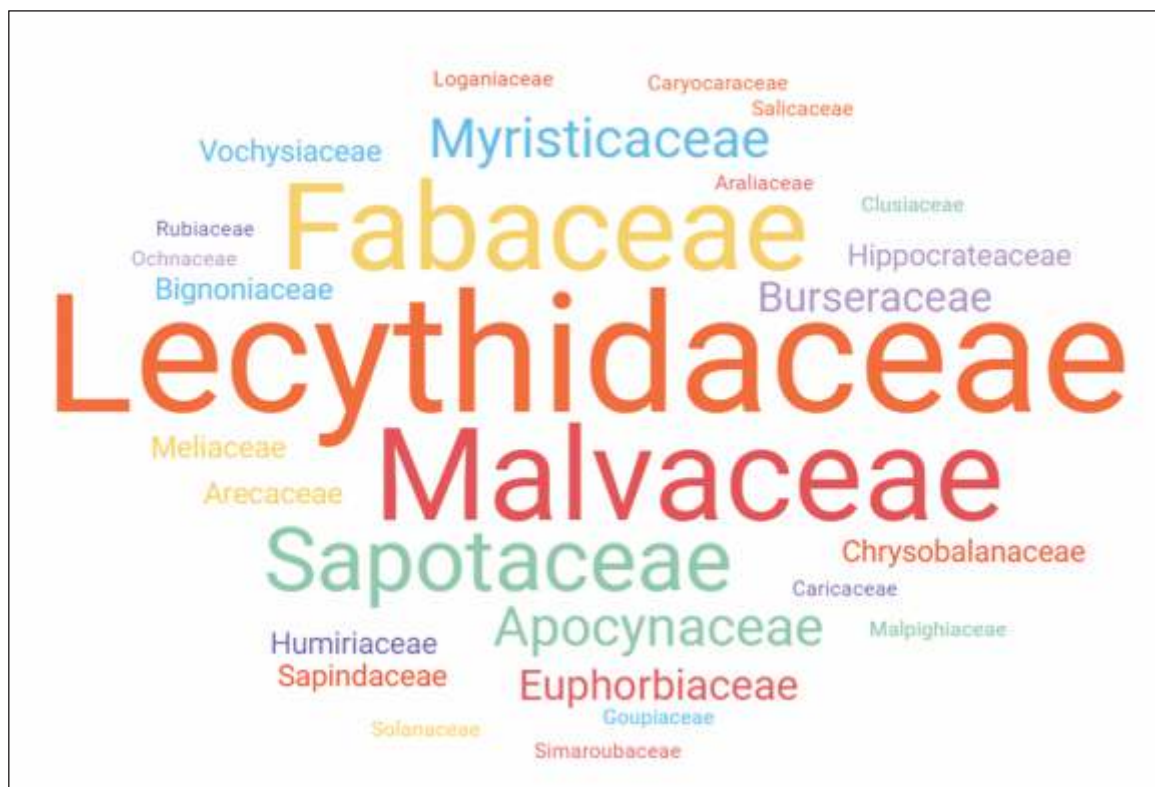 Loganiaceae
Caryocaraceae
Salicaceae
Myristicaceae
Vochysiaceae
Araliaceae
Fabaceae
Clusiaceae
Rubiaceae
Hippocrateaceae
Ochnaceae
Bignoniaceae
Burseraceae
Lecythidaceae
Meliaceae
Malvaceae
Arecaceae
Chrysobalanaceae
Sapotaceae
Caricaceae
Apocynaceae
Malpighiaceae
Humiriaceae
Sapindaceae
Euphorbiaceae
Goupiaceae
Solanaceae
Simaroubaceae